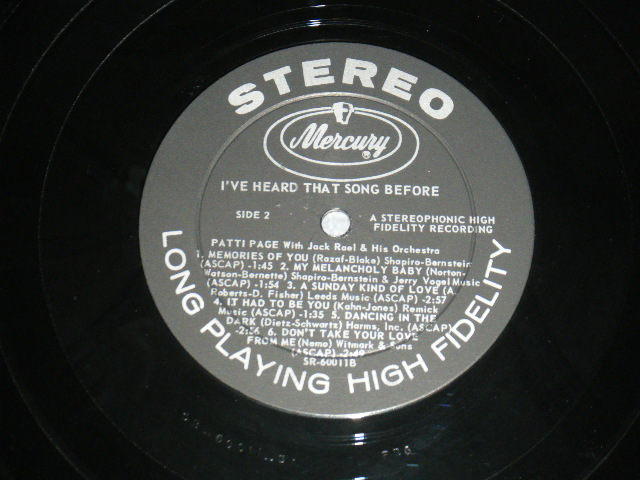 STEREO
Mercury
®
I'VE HEARD THAT SONG BEFORE
SIDE 2
A STEREOPHONIC HIGH
FIDELITY RECORDING
PATTI PAGE With Jack Rael & His Orchestra
1. MEMORIES OF YOU (Razaf-Blake) Shapiro-Bernstein
(ASCAP) -1:45 2. MY MELANCHOLY BABY (Norton-
Watson-Bernette) Shapiro-Bernstein & Jerry Vogel Music
(ASCAP) -1:54 3. A SUNDAY KIND OF LOVE (A.
Roberts-D. Fisher) Leeds Music (ASCAP) -2:57
4. IT HAD TO BE YOU (Kahn-Jones) Remick
Music (ASCAP) -1:35 5. DANCING IN THE
DARK (Dietz-Schwartz) Harms, Inc. (ASCAP)
-2:56 6. DON'T TAKE YOUR LOVE
FROM ME (Nemo) Witmark & Sons
(ASCAP) -2:49
SR-60011B
LONG PLAYING HIGH FIDELITY